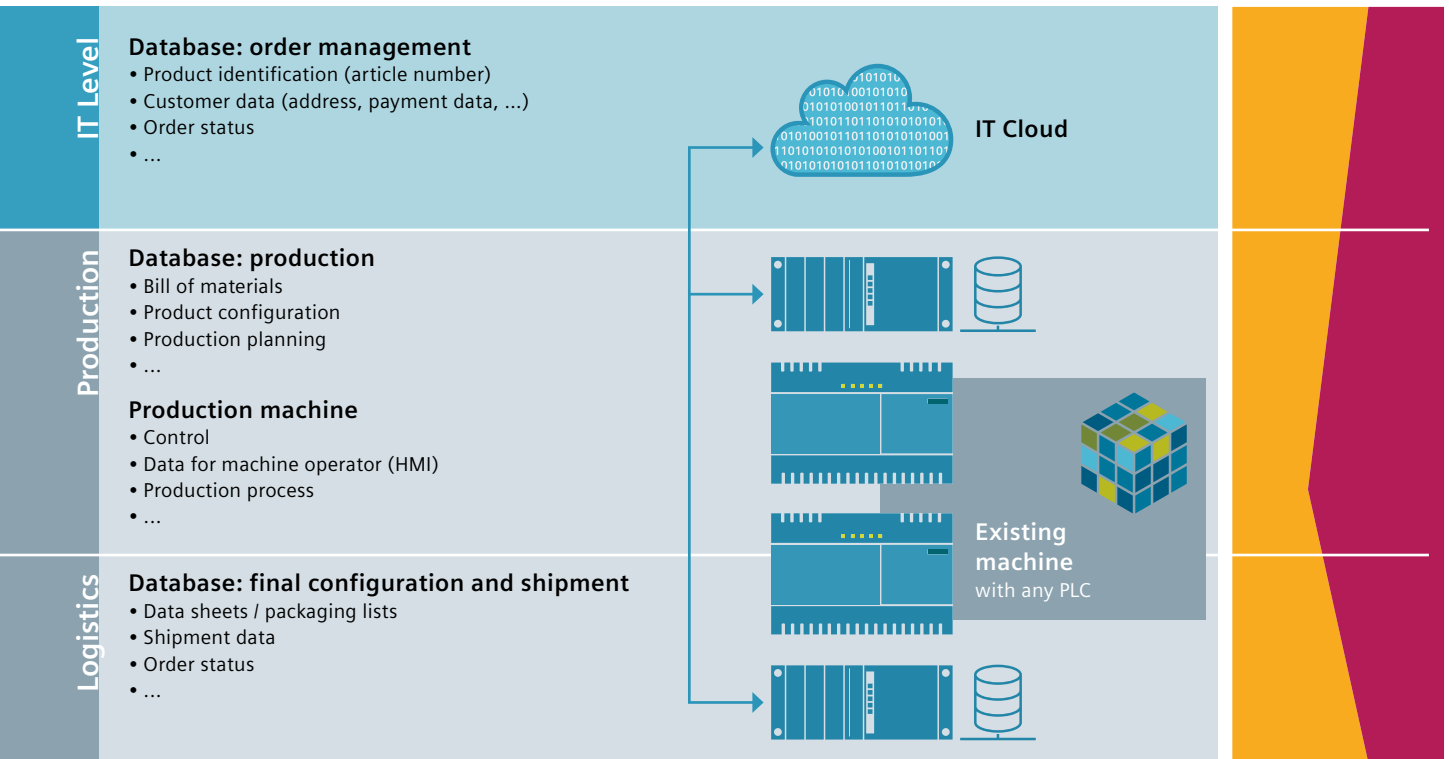 IT Level
Database: order management
• Product identification (article number)
• Customer data (address, payment data, ...)
• Order status
• ...
IT Cloud
Production
Database: production
• Bill of materials
• Product configuration
• Production planning
• ...
Production machine
• Control
• Data for machine operator (HMI)
• Production process
• ...
Existing
machine
with any PLC
Logistics
Database: final configuration and shipment
• Data sheets / packaging lists
• Shipment data
• Order status
• ...